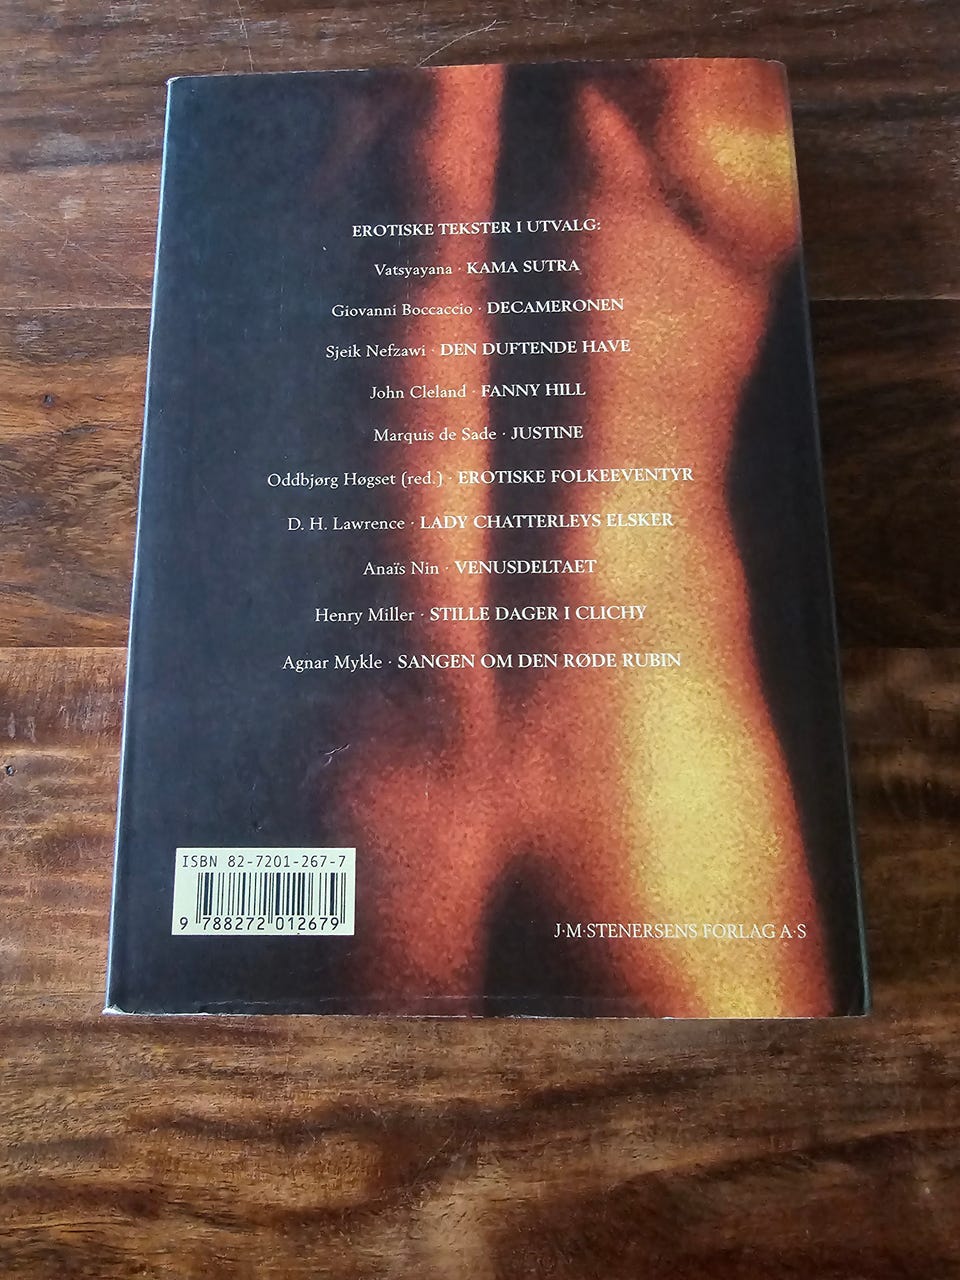 EROTISKE TEKSTER I UTVALG:
Vatsyayana · KAMA SUTRA
Giovanni Boccaccio · DECAMERONEN
Sjeik Nefzawi · DEN DUFTENDE HAVE
John Cleland · FANNY HILL
Marquis de Sade · JUSTINE
Oddbjørg Høgset (red.) · EROTISKE FOLKEEVENTYR
D. H. Lawrence · LADY CHATTERLEYS ELSKER
Anaïs Nin · VENUSDELTAET
Henry Miller · STILLE DAGER I CLICHY
Agnar Mykle · SANGEN OM DEN RØDE RUBIN
ISBN 82-7201-267-7
9 788272 012679
J·M·STENERSENS FORLAG A·S